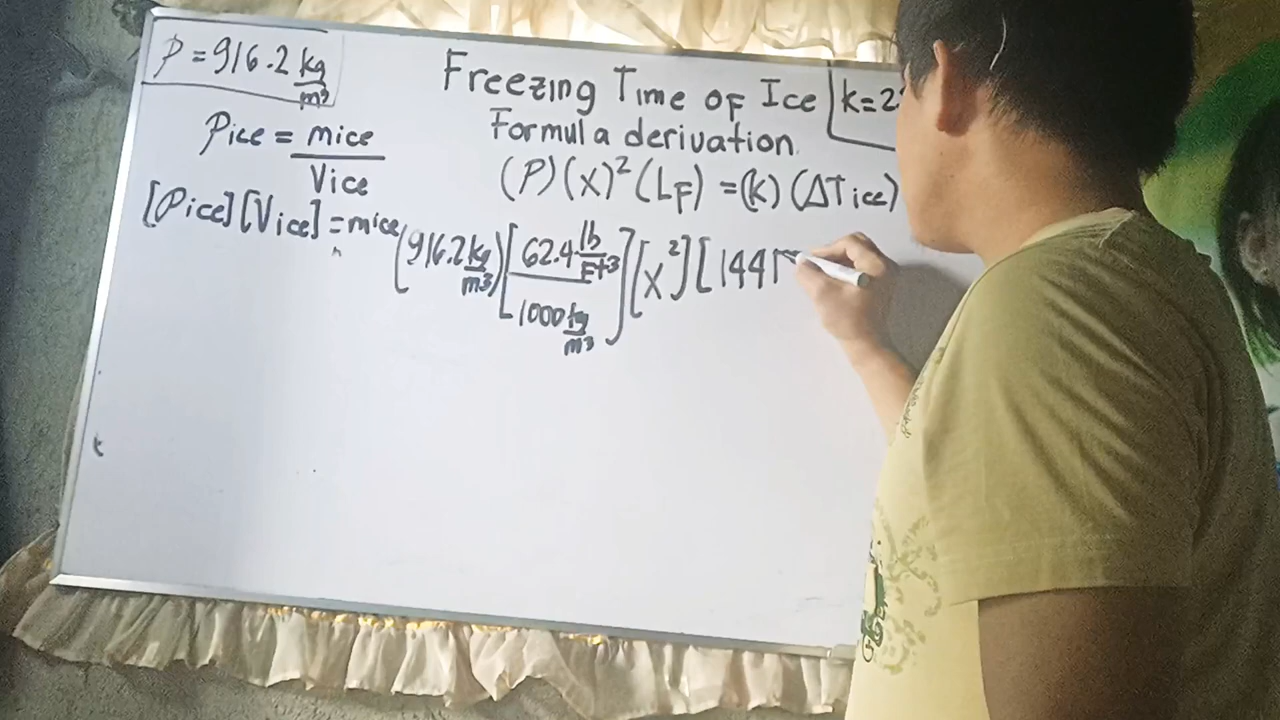 ρ = 916.2 kg/m³
ρice = mice/Vice
[ρice][Vice] = mice
Freezing Time of Ice
k=2
Formula derivation
(ρ)(x)²(LF) = (k)(ΔTice)
(916.2 kg/m³)[62.4 lb/Ft³/1000 kg/m³][x²][144
t